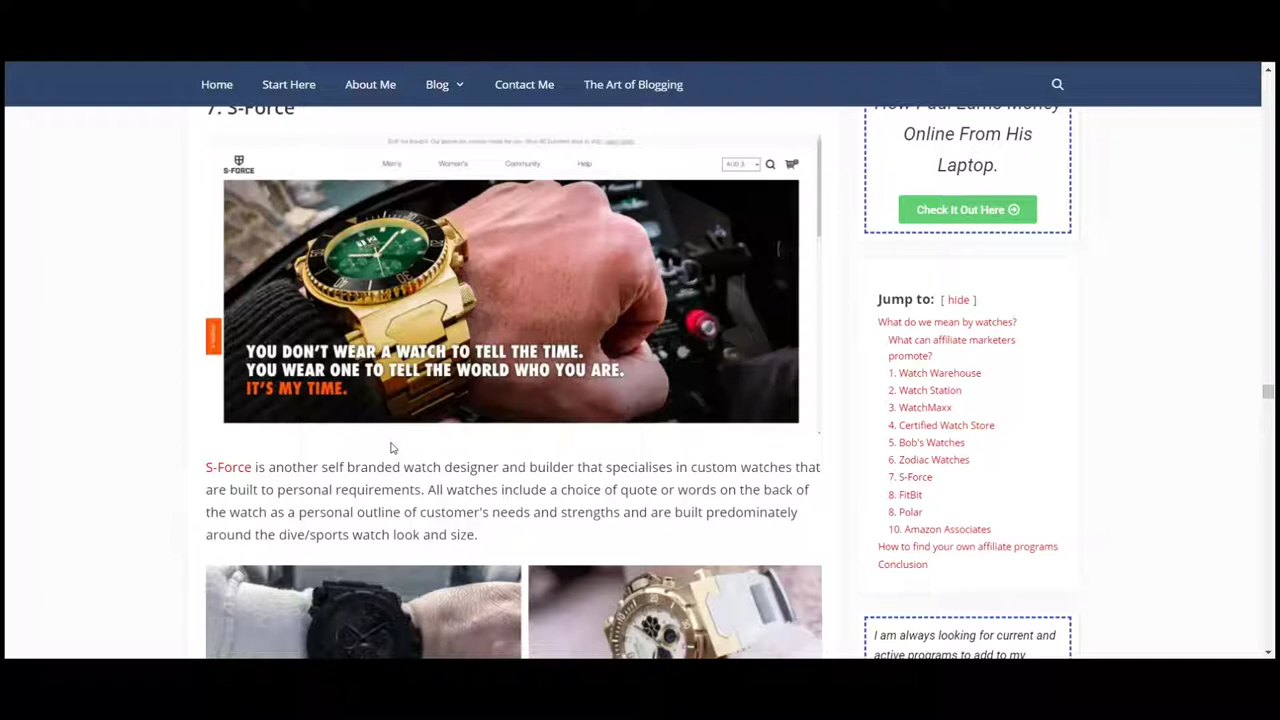 Home Start Here About Me Blog Contact Me The Art of Blogging
7. S-Force
S-FORCE
Men's Women's Community Help
AUD
YOU DON'T WEAR A WATCH TO TELL THE TIME.
YOU WEAR ONE TO TELL THE WORLD WHO YOU ARE.
IT'S MY TIME.
S-Force is another self branded watch designer and builder that specialises in custom watches that
are built to personal requirements. All watches include a choice of quote or words on the back of
the watch as a personal outline of customer's needs and strengths and are built predominately
around the dive/sports watch look and size.
How Paul Earns Money
Online From His
Laptop.
Check It Out Here
Jump to: [ hide ]
What do we mean by watches?
What can affiliate marketers
promote?
1. Watch Warehouse
2. Watch Station
3. WatchMaxx
4. Certified Watch Store
5. Bob's Watches
6. Zodiac Watches
7. S-Force
8. FitBit
8. Polar
10. Amazon Associates
How to find your own affiliate programs
Conclusion
I am always looking for current and
active programs to add to my